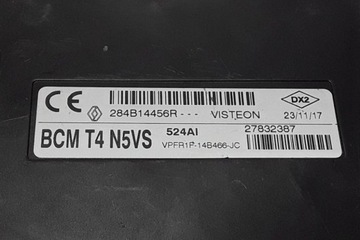 CE
DX2
284B14456R--- VISTEON 23/11/17
BCM T4 N5VS 524AI 27832387
VPFR1F-14B466-JC